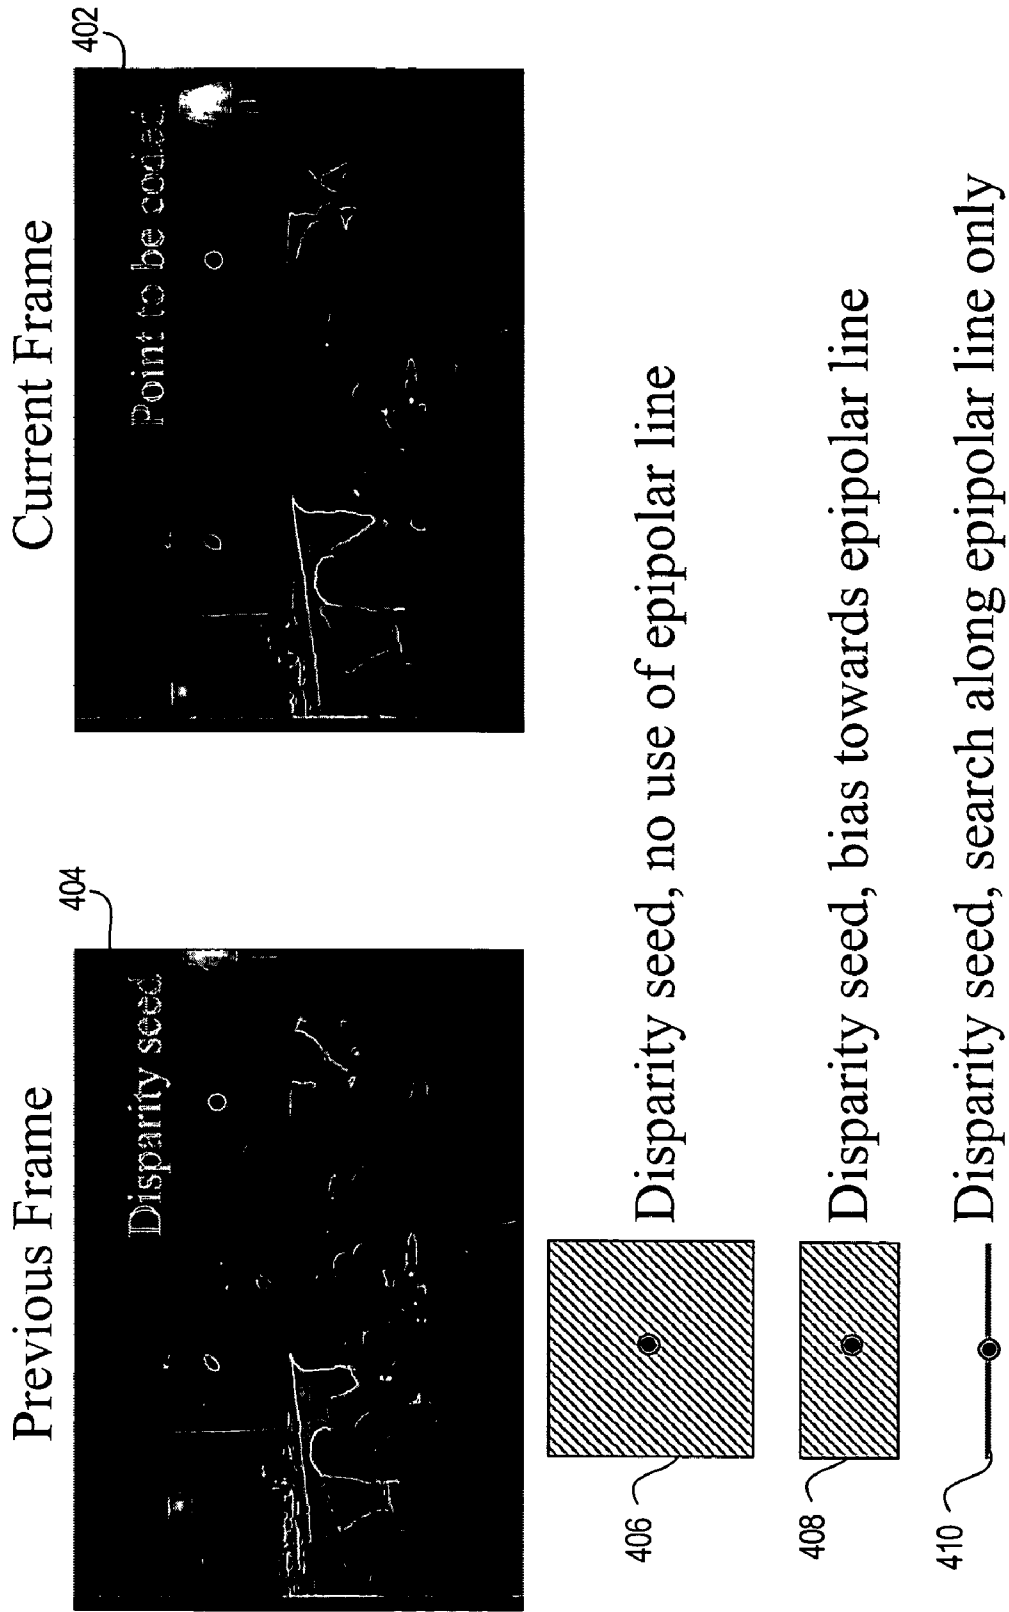 Previous Frame
Current Frame
404
402
Disparity seed
Point to be coded
406
Disparity seed, no use of epipolar line
408
Disparity seed, bias towards epipolar line
410
Disparity seed, search along epipolar line only